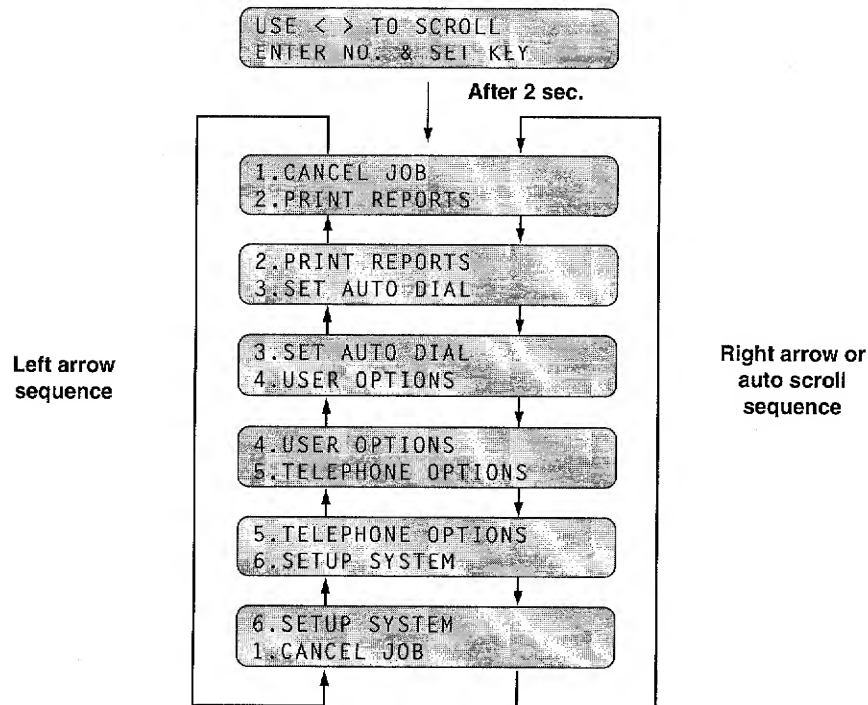 USE < > TO SCROLL
ENTER NO. & SET KEY
After 2 sec.
1.CANCEL JOB
2.PRINT REPORTS
2.PRINT REPORTS
3.SET AUTO DIAL
3.SET AUTO DIAL
4.USER OPTIONS
Left arrow
sequence
Right arrow or
auto scroll
sequence
4.USER OPTIONS
5.TELEPHONE OPTIONS
5.TELEPHONE OPTIONS
6.SETUP SYSTEM
6.SETUP SYSTEM
1.CANCEL JOB